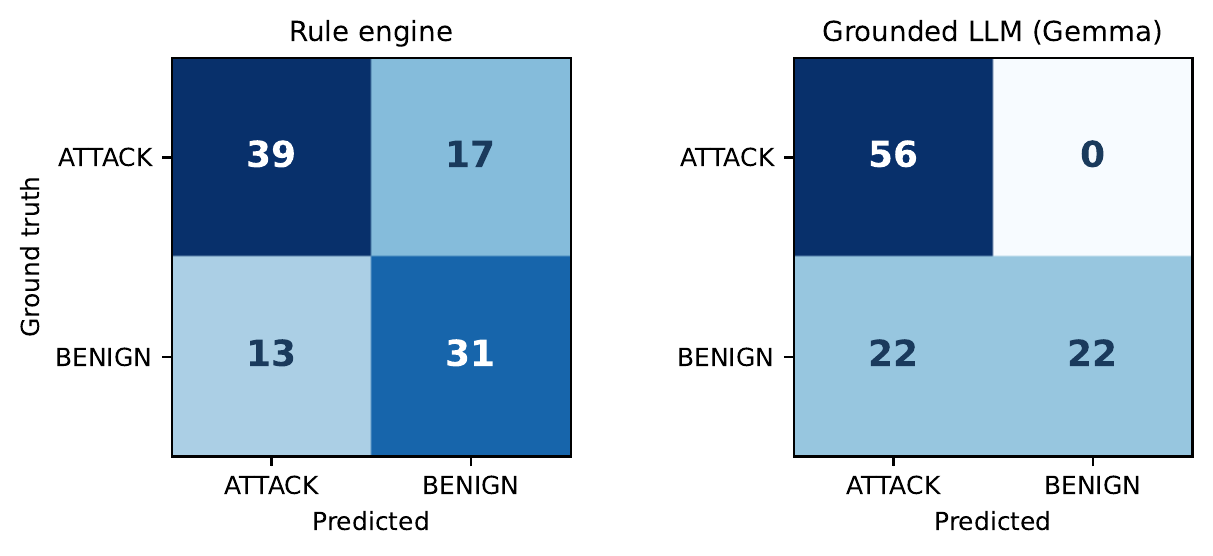 Rule engine
Ground truth
ATTACK
39
17
BENIGN
13
31
ATTACK
BENIGN
Predicted
Grounded LLM (Gemma)
ATTACK
56
0
BENIGN
22
22
ATTACK
BENIGN
Predicted